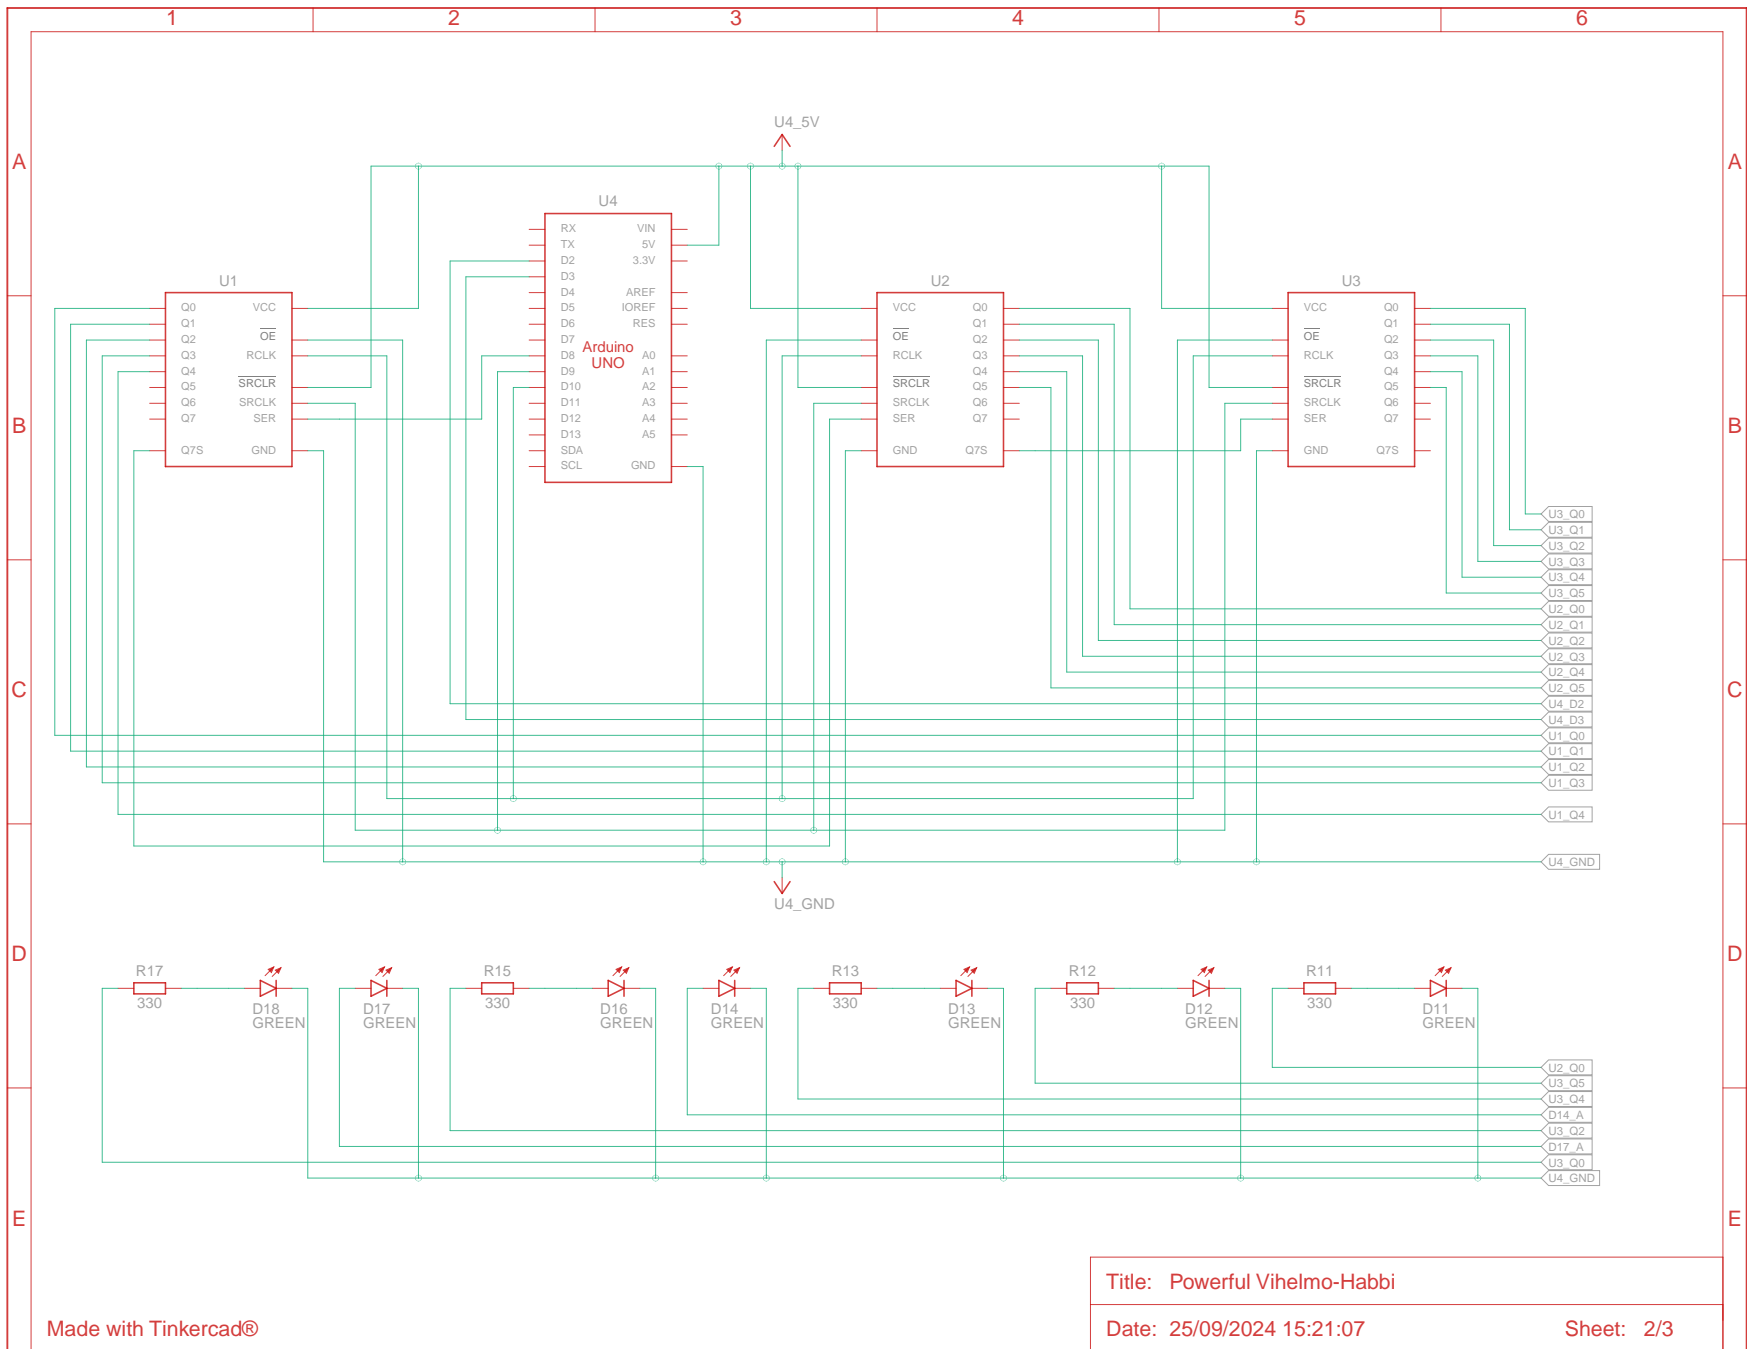 1 2 3 4 5 6
A A
B B
C C
D D
E E
U4_5V
U4
RX VIN
TX 5V
D2 3.3V
D3
D4 AREF
D5 IOREF
D6 RES
D7
D8 A0
D9 A1
D10 A2
D11 A3
D12 A4
D13 A5
SDA
SCL GND
Arduino
UNO
U1
Q0 VCC
Q1
Q2 OE
Q3 RCLK
Q4
Q5 SRCLR
Q6 SRCLK
Q7 SER
Q7S GND
U2
VCC Q0
Q1
OE Q2
RCLK Q3
Q4
SRCLR Q5
SRCLK Q6
SER Q7
GND Q7S
U3
VCC Q0
Q1
OE Q2
RCLK Q3
Q4
SRCLR Q5
SRCLK Q6
SER Q7
GND Q7S
U3_Q0
U3_Q1
U3_Q2
U3_Q3
U3_Q4
U3_Q5
U2_Q0
U2_Q1
U2_Q2
U2_Q3
U2_Q4
U2_Q5
U4_D2
U4_D3
U1_Q0
U1_Q1
U1_Q2
U1_Q3
U1_Q4
U4_GND
U4_GND
R17 R15 R13 R12 R11
330 330 330 330 330
D18 D17 D16 D14 D13 D12 D11
GREEN GREEN GREEN GREEN GREEN GREEN GREEN
U2_Q0
U3_Q5
U3_Q4
D14_A
U3_Q2
D17_A
U3_Q0
U4_GND
Title: Powerful Vihelmo-Habbi
Made with Tinkercad® Date: 25/09/2024 15:21:07 Sheet: 2/3